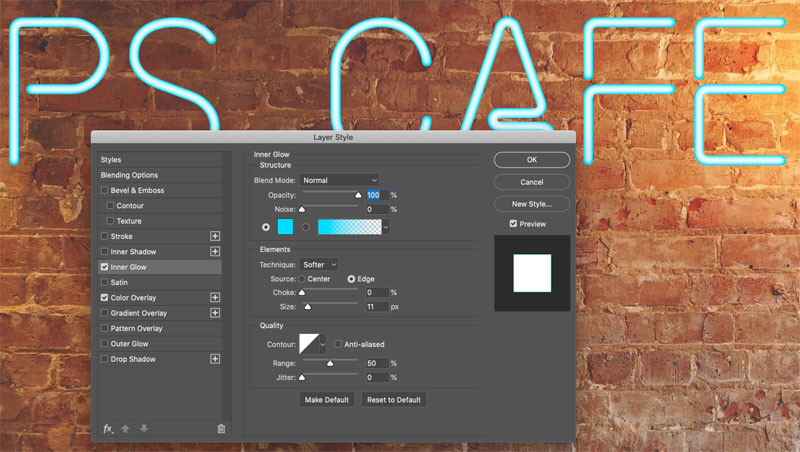 PS CAFE
Layer Style
Styles
Blending Options
Bevel & Emboss
Contour
Texture
Stroke
Inner Shadow
Inner Glow
Satin
Color Overlay
Gradient Overlay
Pattern Overlay
Outer Glow
Drop Shadow
fx
Inner Glow
Structure
Blend Mode: Normal
Opacity: 100 %
Noise: 0 %
Elements
Technique: Softer
Source: Center Edge
Choke: 0 %
Size: 11 px
Quality
Contour: Anti-aliased
Range: 50 %
Jitter: 0 %
Make Default Reset to Default
OK
Cancel
New Style...
Preview